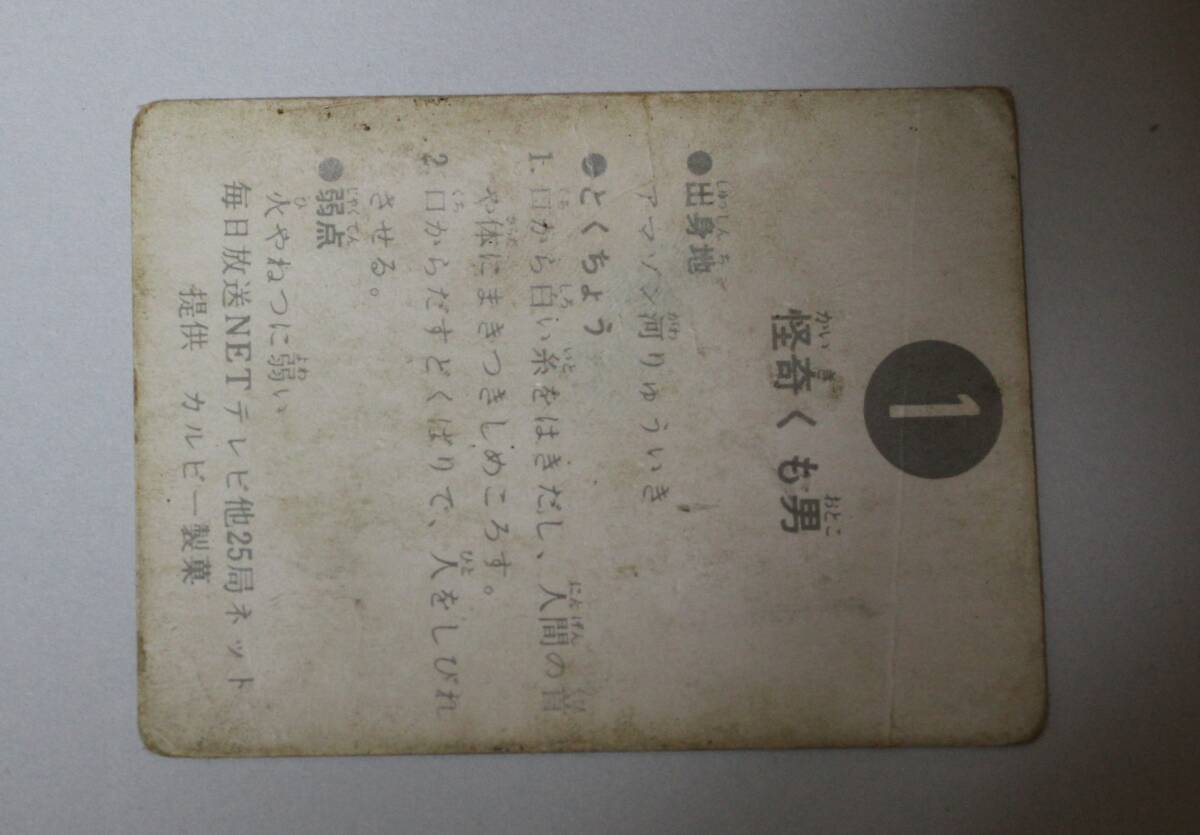 1
怪奇くも男
●出身地
アマゾン河りゅういき
●とくちょう
1. 口から白い糸をはきだし、人間の首
や体にまきつきしめころす。
2. 口からだすどくばりで、人をしびれ
させる。
●弱点
火やねつに弱い
毎日放送NETテレビ他25局ネット
提供 カルビー製菓